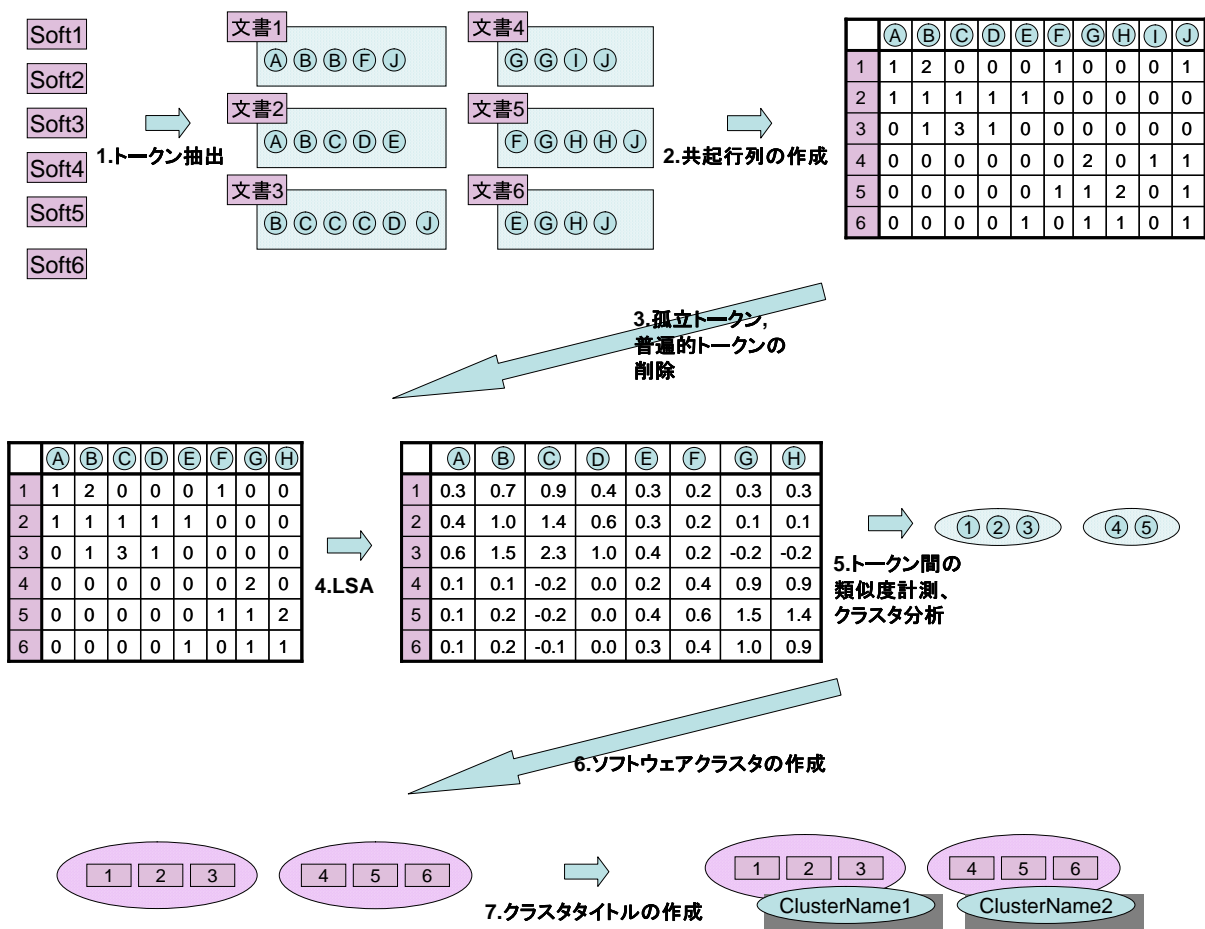 Soft1
Soft2
Soft3
Soft4
Soft5
Soft6
1.トークン抽出
文書1
A B B F J
文書2
A B C D E
文書3
B C C C D J
文書4
G G I J
文書5
F G H H J
文書6
E G H J
2.共起行列の作成
A B C D E F G H I J
1 1 2 0 0 0 1 0 0 0 1
2 1 1 1 1 1 0 0 0 0 0
3 0 1 3 1 0 0 0 0 0 0
4 0 0 0 0 0 0 2 0 1 1
5 0 0 0 0 0 1 1 2 0 1
6 0 0 0 0 1 0 1 1 0 1
3.孤立トークン,
普遍的トークンの
削除
A B C D E F G H
1 1 2 0 0 0 1 0 0
2 1 1 1 1 1 0 0 0
3 0 1 3 1 0 0 0 0
4 0 0 0 0 0 0 2 0
5 0 0 0 0 0 1 1 2
6 0 0 0 0 1 0 1 1
4.LSA
A B C D E F G H
1 0.3 0.7 0.9 0.4 0.3 0.2 0.3 0.3
2 0.4 1.0 1.4 0.6 0.3 0.2 0.1 0.1
3 0.6 1.5 2.3 1.0 0.4 0.2 -0.2 -0.2
4 0.1 0.1 -0.2 0.0 0.2 0.4 0.9 0.9
5 0.1 0.2 -0.2 0.0 0.4 0.6 1.5 1.4
6 0.1 0.2 -0.1 0.0 0.3 0.4 1.0 0.9
5.トークン間の
類似度計測、
クラスタ分析
1 2 3
4 5
6.ソフトウェアクラスタの作成
1 2 3
4 5 6
7.クラスタタイトルの作成
1 2 3
ClusterName1
4 5 6
ClusterName2